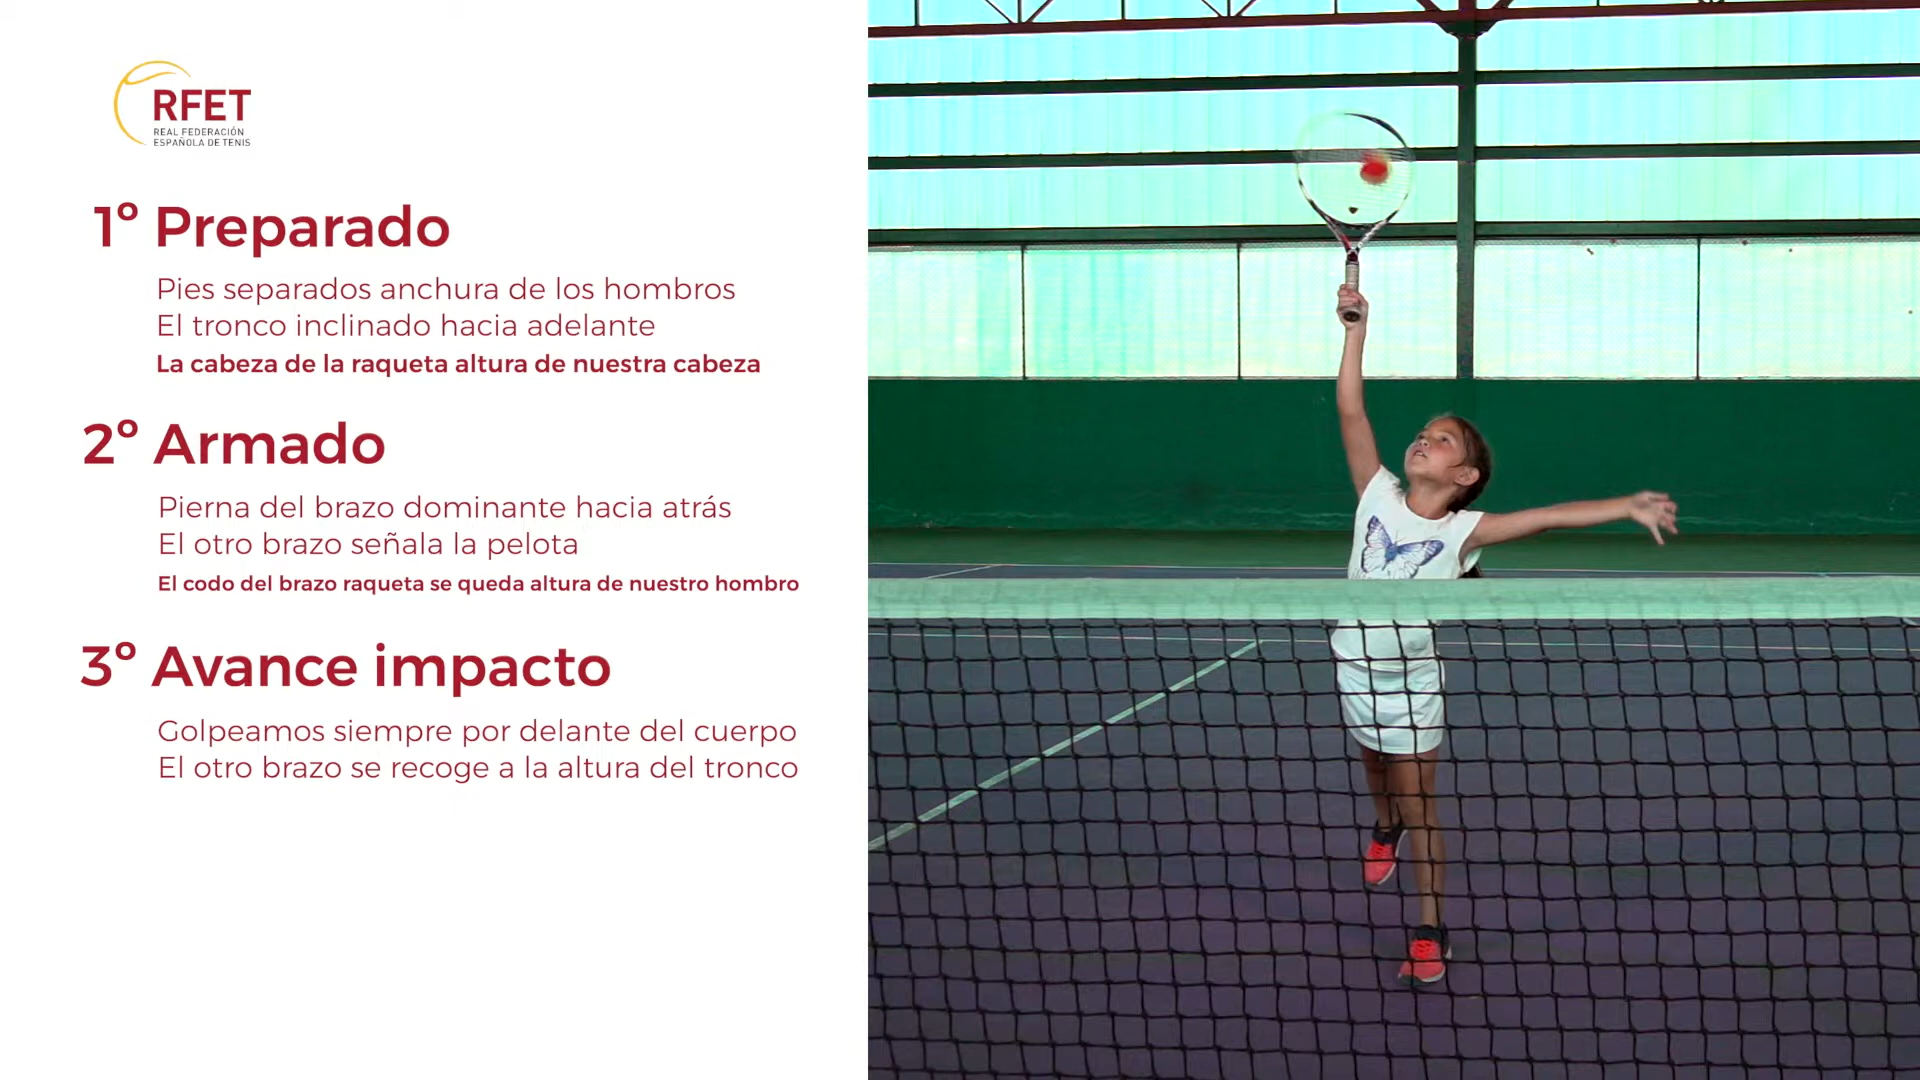 RFET
REAL FEDERACIÓN
ESPAÑOLA DE TENIS
1º Preparado
Pies separados anchura de los hombros
El tronco inclinado hacia adelante
La cabeza de la raqueta altura de nuestra cabeza
2º Armado
Pierna del brazo dominante hacia atrás
El otro brazo señala la pelota
El codo del brazo raqueta se queda altura de nuestro hombro
3º Avance impacto
Golpeamos siempre por delante del cuerpo
El otro brazo se recoge a la altura del tronco